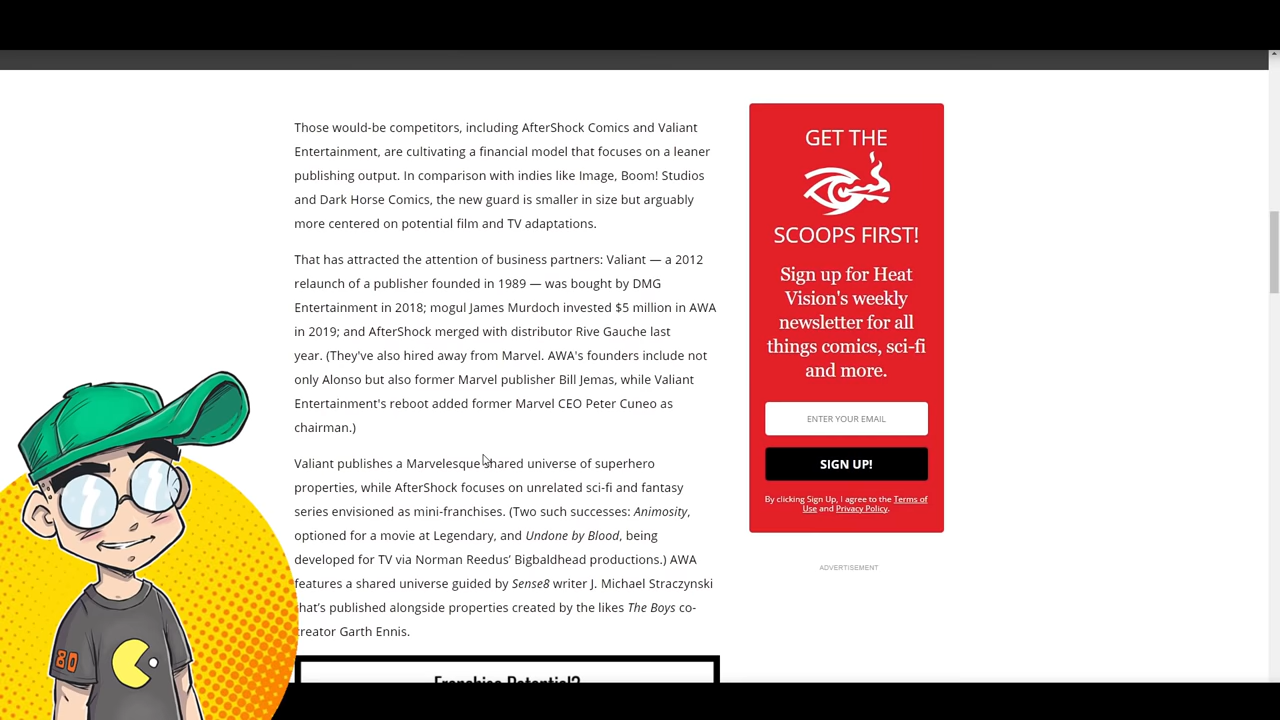 Those would-be competitors, including AfterShock Comics and Valiant
Entertainment, are cultivating a financial model that focuses on a leaner
publishing output. In comparison with indies like Image, Boom! Studios
and Dark Horse Comics, the new guard is smaller in size but arguably
more centered on potential film and TV adaptations.
That has attracted the attention of business partners: Valiant — a 2012
relaunch of a publisher founded in 1989 — was bought by DMG
Entertainment in 2018; mogul James Murdoch invested $5 million in AWA
in 2019; and AfterShock merged with distributor Rive Gauche last
year. (They've also hired away from Marvel. AWA's founders include not
only Alonso but also former Marvel publisher Bill Jemas, while Valiant
Entertainment's reboot added former Marvel CEO Peter Cuneo as
chairman.)
Valiant publishes a Marvelesque shared universe of superhero
properties, while AfterShock focuses on unrelated sci-fi and fantasy
series envisioned as mini-franchises. (Two such successes: Animosity,
optioned for a movie at Legendary, and Undone by Blood, being
developed for TV via Norman Reedus' Bigbaldhead productions.) AWA
features a shared universe guided by Sense8 writer J. Michael Straczynski
that's published alongside properties created by the likes The Boys co-
creator Garth Ennis.
Franchise Potential?
GET THE
SCOOPS FIRST!
Sign up for Heat
Vision's weekly
newsletter for all
things comics, sci-fi
and more.
ENTER YOUR EMAIL
SIGN UP!
By clicking Sign Up, I agree to the Terms of
Use and Privacy Policy.
ADVERTISEMENT
80